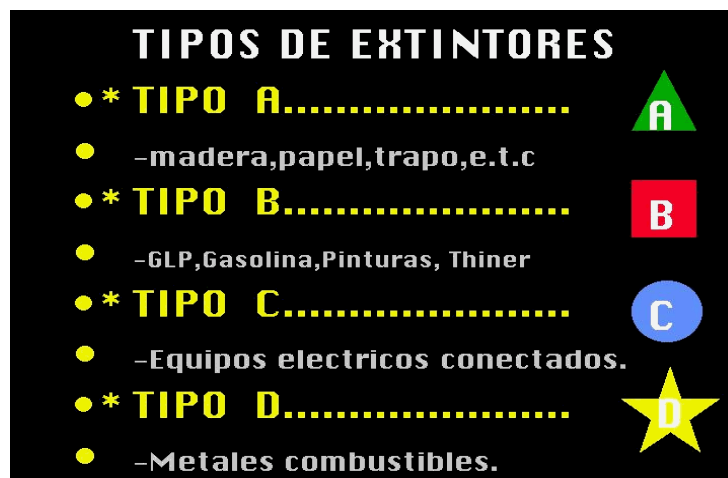 TIPOS DE EXTINTORES
* TIPO A...................... A
-madera,papel,trapo,e.t.c
* TIPO B...................... B
-GLP,Gasolina,Pinturas, Thiner
* TIPO C...................... C
-Equipos electricos conectados.
* TIPO D...................... D
-Metales combustibles.